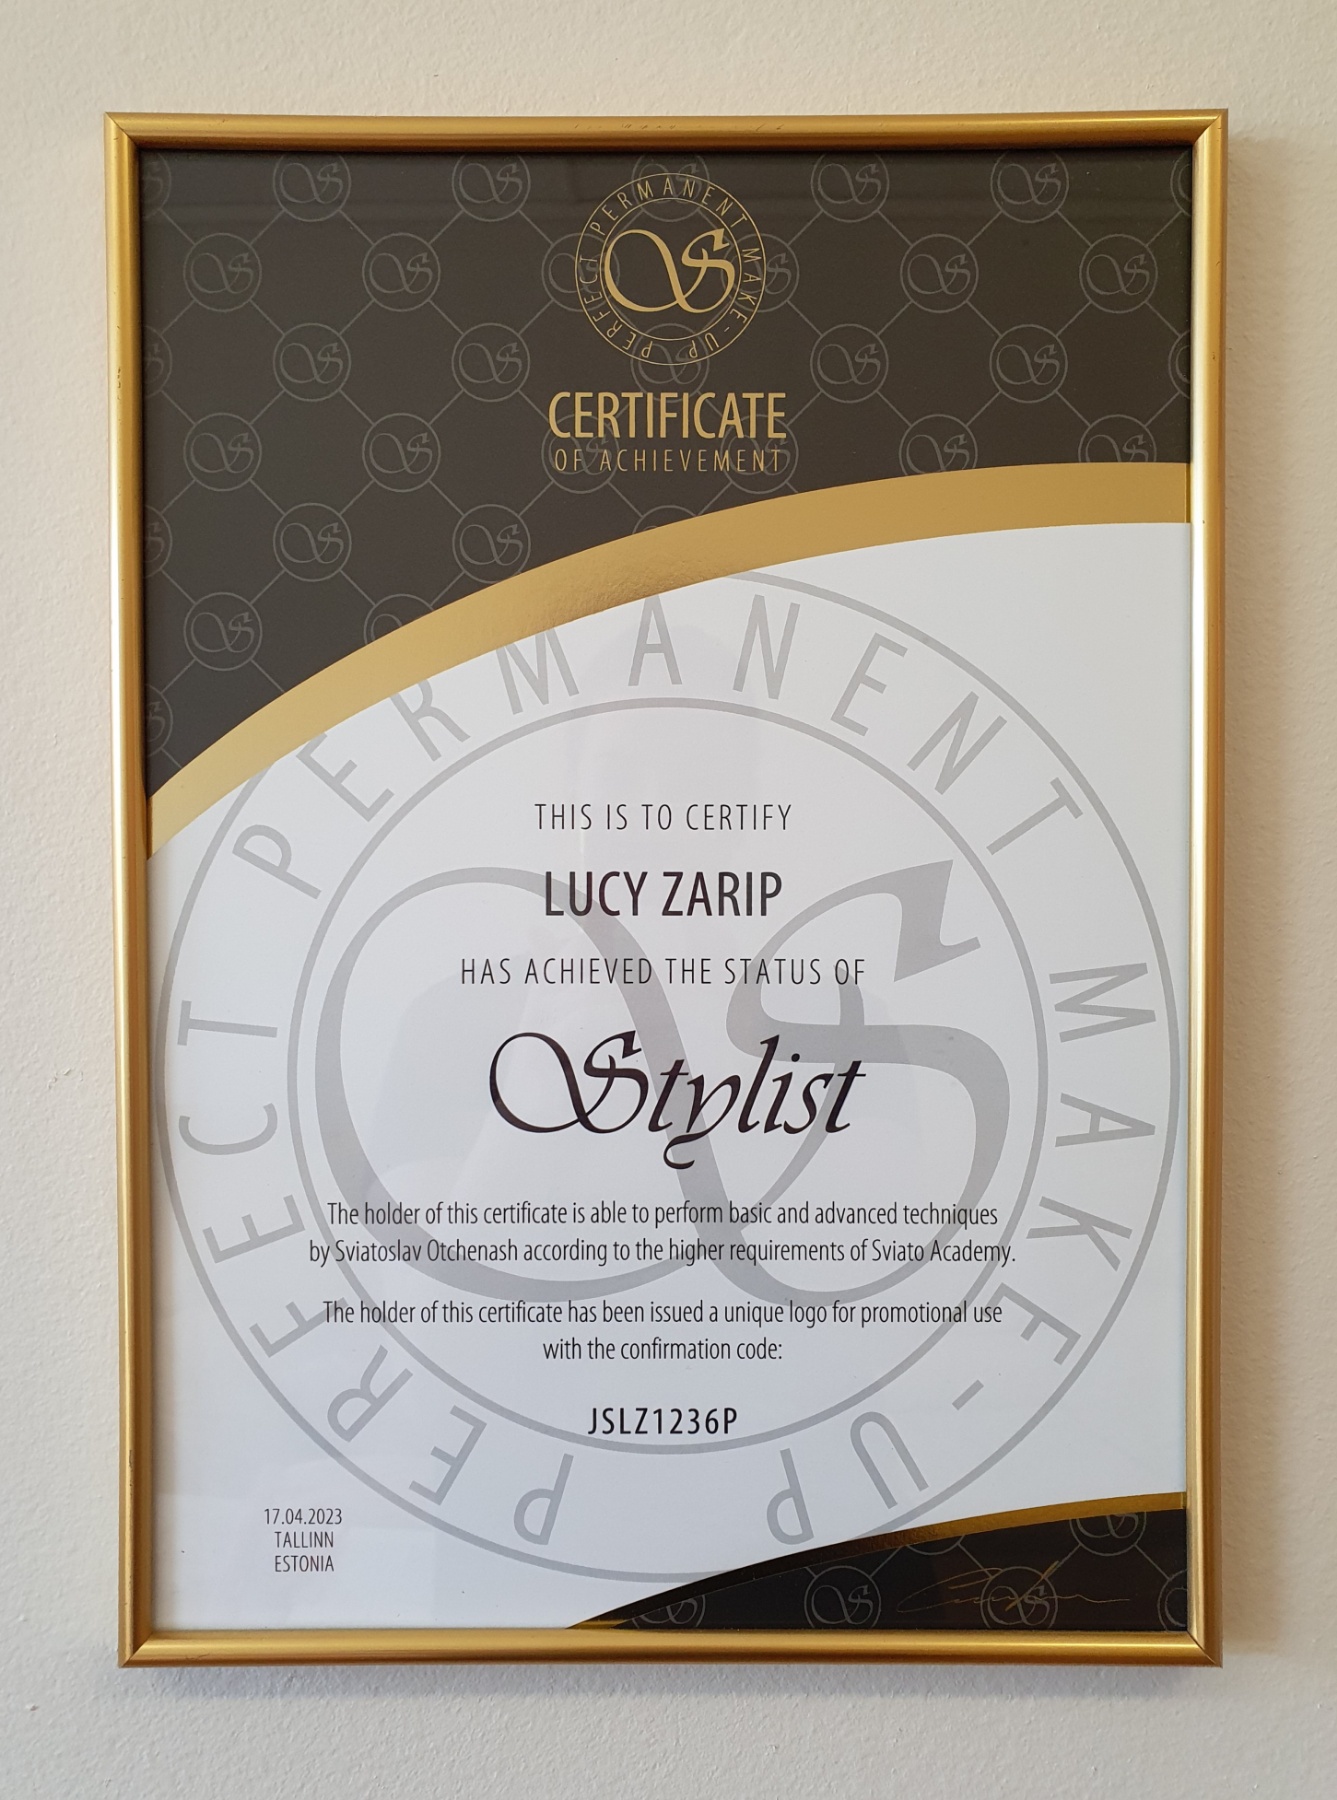 PERFECT PERMANENT MAKE-UP
CERTIFICATE
OF ACHIEVEMENT
PERFECT PERMANENT MAKE-UP
THIS IS TO CERTIFY
LUCY ZARIP
HAS ACHIEVED THE STATUS OF
Stylist
The holder of this certificate is able to perform basic and advanced techniques
by Sviatoslav Otchenash according to the higher requirements of Sviato Academy.
The holder of this certificate has been issued a unique logo for promotional use
with the confirmation code:
JSLZ1236P
17.04.2023
TALLINN
ESTONIA